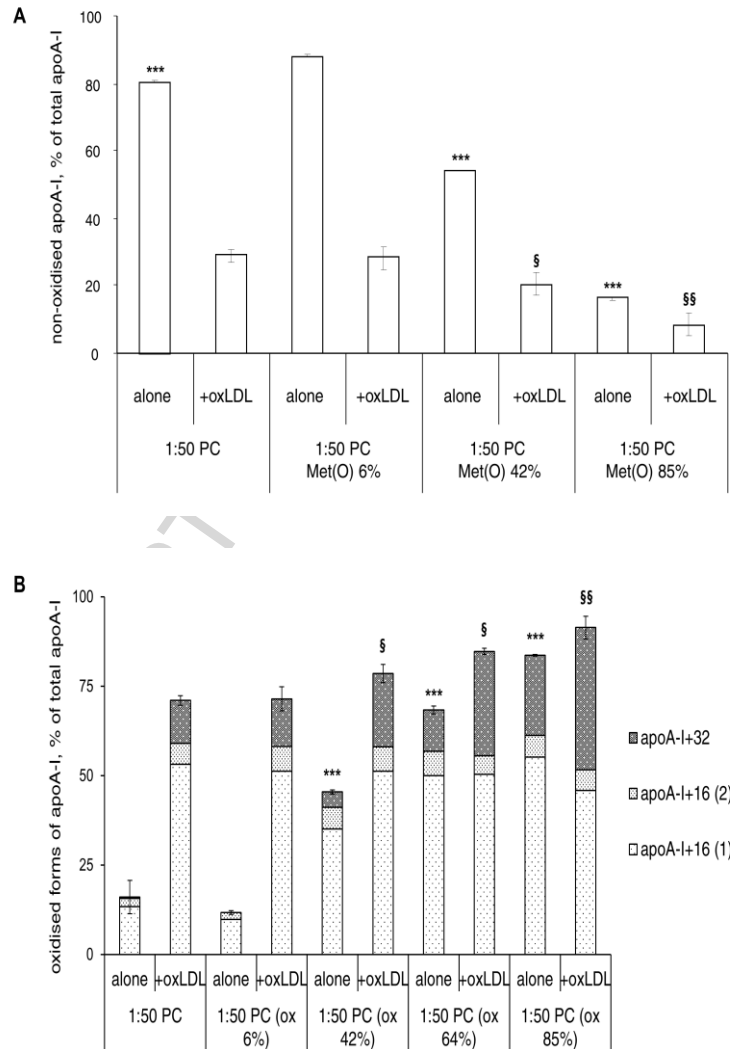 A
non-oxidised apoA-I, % of total apoA-I
100
80
60
40
20
0
*** 
***
§
***
§§
alone +oxLDL alone +oxLDL alone +oxLDL alone +oxLDL
1:50 PC 1:50 PC 1:50 PC 1:50 PC
Met(O) 6% Met(O) 42% Met(O) 85%
B
oxidised forms of apoA-I, % of total apoA-I
100
75
50
25
0
***
§
***
§
***
§§
apoA-I+32
apoA-I+16 (2)
apoA-I+16 (1)
alone +oxLDL alone +oxLDL alone +oxLDL alone +oxLDL alone +oxLDL
1:50 PC 1:50 PC (ox 1:50 PC (ox 1:50 PC (ox 1:50 PC (ox
6%) 42%) 64%) 85%)